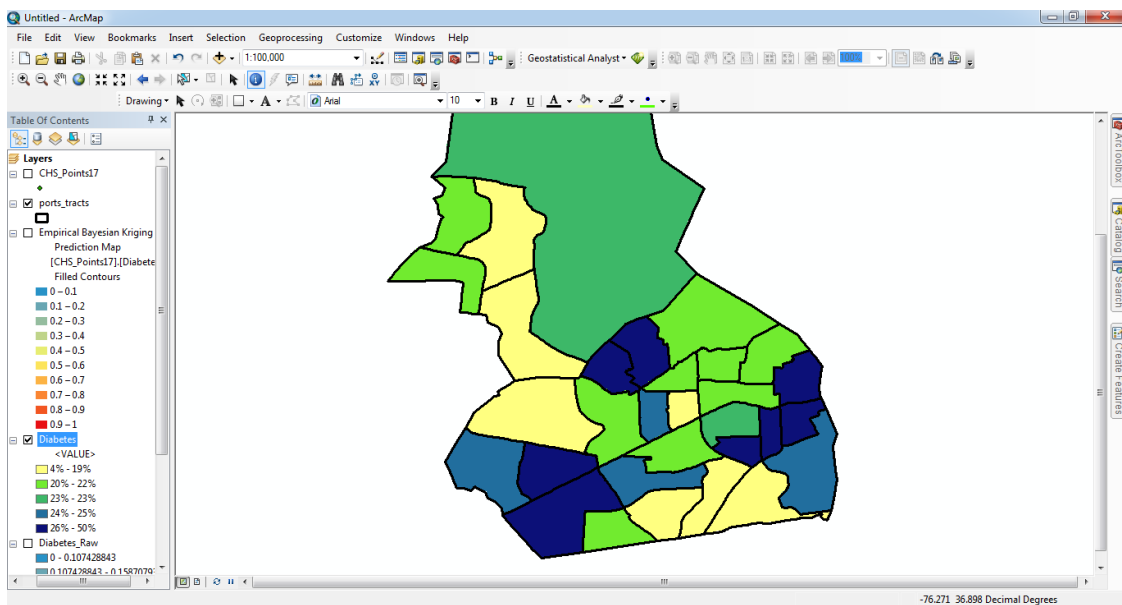 Untitled - ArcMap
File Edit View Bookmarks Insert Selection Geoprocessing Customize Windows Help
1:100,000 Geostatistical Analyst 100%
Drawing A Arial 10 B I U A
Table Of Contents
Layers
CHS_Points17
ports_tracts
Empirical Bayesian Kriging
Prediction Map
[CHS_Points17].[Diabete
Filled Contours
0 – 0.1
0.1 – 0.2
0.2 – 0.3
0.3 – 0.4
0.4 – 0.5
0.5 – 0.6
0.6 – 0.7
0.7 – 0.8
0.8 – 0.9
0.9 – 1
Diabetes
<VALUE>
4% - 19%
20% - 22%
23% - 23%
24% - 25%
26% - 50%
Diabetes_Raw
0 - 0.107428843
0.107428843 - 0.1587079
ArcToolbox
Catalog
Search
Create Features
-76.271 36.898 Decimal Degrees